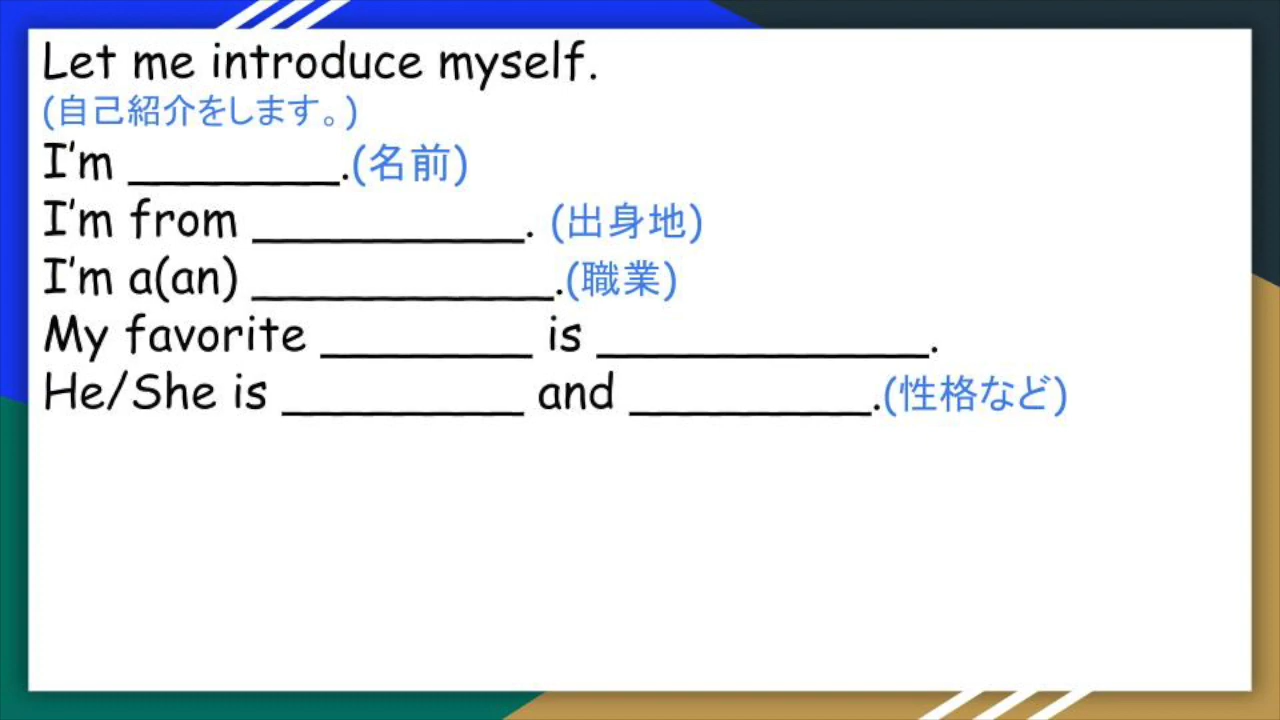 Let me introduce myself.
(自己紹介をします。)
I'm ________.(名前)
I'm from __________. (出身地)
I'm a(an) ___________.(職業)
My favorite ________ is ____________.
He/She is _________ and _________.(性格など)